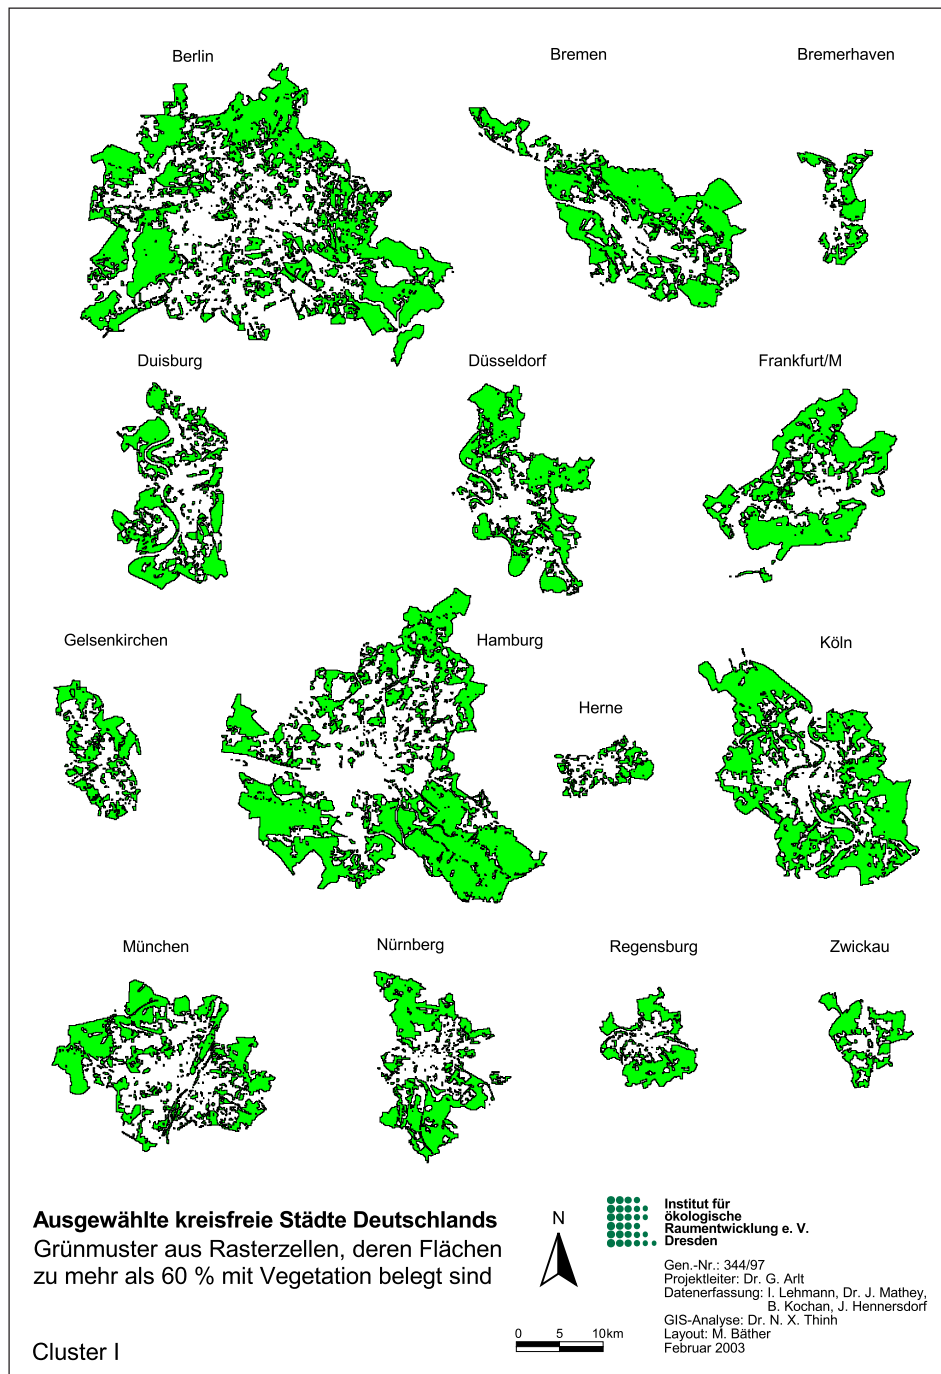 Berlin
Bremen
Bremerhaven
Duisburg
Düsseldorf
Frankfurt/M
Gelsenkirchen
Hamburg
Köln
Herne
München
Nürnberg
Regensburg
Zwickau
Ausgewählte kreisfreie Städte Deutschlands
Grünmuster aus Rasterzellen, deren Flächen
zu mehr als 60 % mit Vegetation belegt sind
Cluster I
N
0 5 10km
Institut für
ökologische
Raumentwicklung e. V.
Dresden
Gen.-Nr.: 344/97
Projektleiter: Dr. G. Arlt
Datenerfassung: I. Lehmann, Dr. J. Mathey,
B. Kochan, J. Hennersdorf
GIS-Analyse: Dr. N. X. Thinh
Layout: M. Bäther
Februar 2003